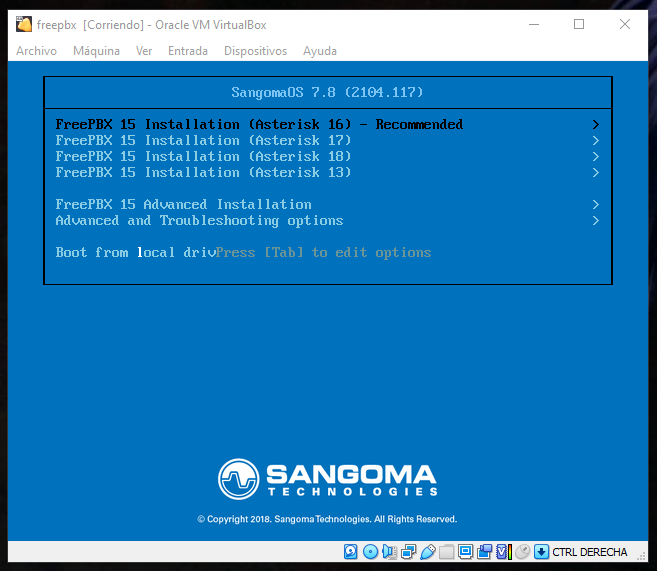 freepbx [Corriendo] - Oracle VM VirtualBox
Archivo Máquina Ver Entrada Dispositivos Ayuda
SangomaOS 7.8 (2104.117)
FreePBX 15 Installation (Asterisk 16) - Recommended >
FreePBX 15 Installation (Asterisk 17) >
FreePBX 15 Installation (Asterisk 18) >
FreePBX 15 Installation (Asterisk 13) >
FreePBX 15 Advanced Installation >
Advanced and Troubleshooting options >
Boot from local drivPress [Tab] to edit options
SANGOMA
TECHNOLOGIES
© Copyright 2018. Sangoma Technologies. All Rights Reserved.
CTRL DERECHA